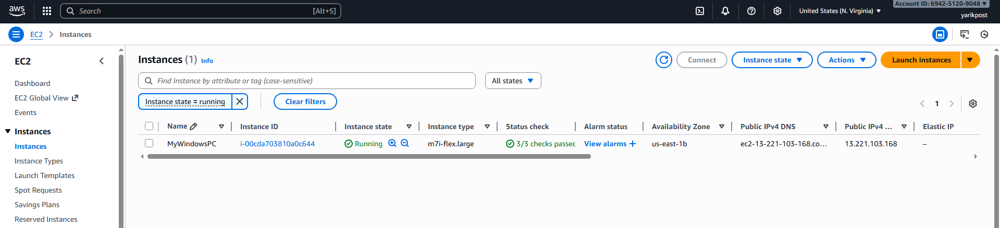 aws Search [Alt+S] United States (N. Virginia) Account ID: 6942-5120-9048
yarikpost
EC2 Instances
EC2
Dashboard
EC2 Global View
Events
Instances
Instances
Instance Types
Launch Templates
Spot Requests
Savings Plans
Reserved Instances
Instances (1) Info Connect Instance state Actions Launch instances
Find Instance by attribute or tag (case-sensitive) All states
Instance state = running Clear filters 1
Name Instance ID Instance state Instance type Status check Alarm status Availability Zone Public IPv4 DNS Public IPv4 ... Elastic IP
MyWindowsPC i-00cda703810a0c644 Running m7i-flex.large 3/3 checks passec View alarms + us-east-1b ec2-13-221-103-168.co... 13.221.103.168 –